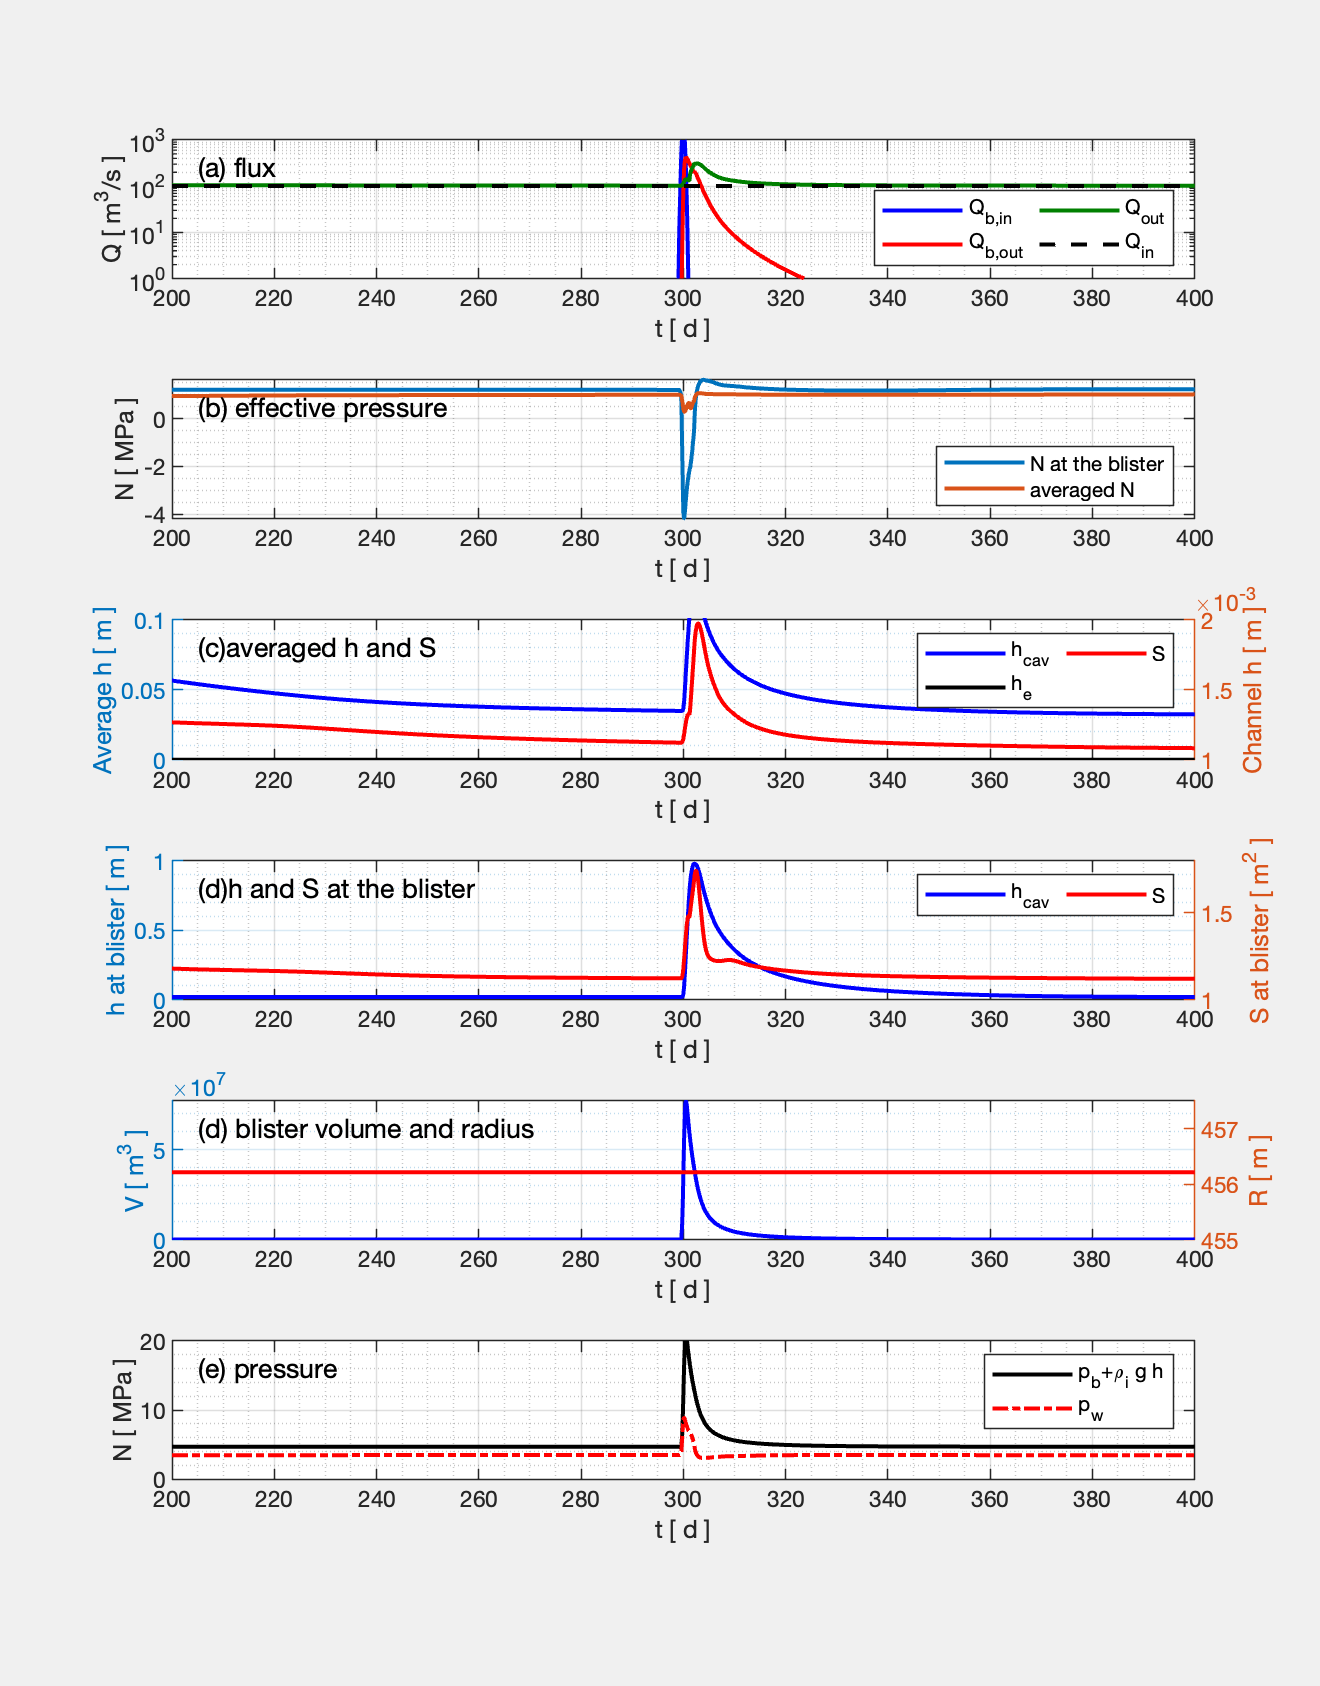 10^3
10^2
10^1
10^0
Q [ m^3/s ]
(a) flux
Q_b,in
Q_out
Q_b,out
Q_in
200 220 240 260 280 300 320 340 360 380 400
t [ d ]
0
-2
-4
N [ MPa ]
(b) effective pressure
N at the blister
averaged N
200 220 240 260 280 300 320 340 360 380 400
t [ d ]
×10^-3
0.1
0.05
0
Average h [ m ]
(c)averaged h and S
h_cav
S
h_e
2
1.5
1
Channel h [ m ]
200 220 240 260 280 300 320 340 360 380 400
t [ d ]
1
0.5
0
h at blister [ m ]
(d)h and S at the blister
h_cav
S
1.5
1
S at blister [ m^2 ]
200 220 240 260 280 300 320 340 360 380 400
t [ d ]
×10^7
5
0
V [ m^3 ]
(d) blister volume and radius
457
456
455
R [ m ]
200 220 240 260 280 300 320 340 360 380 400
t [ d ]
20
10
0
N [ MPa ]
(e) pressure
p_b+ρ_i g h
p_w
200 220 240 260 280 300 320 340 360 380 400
t [ d ]